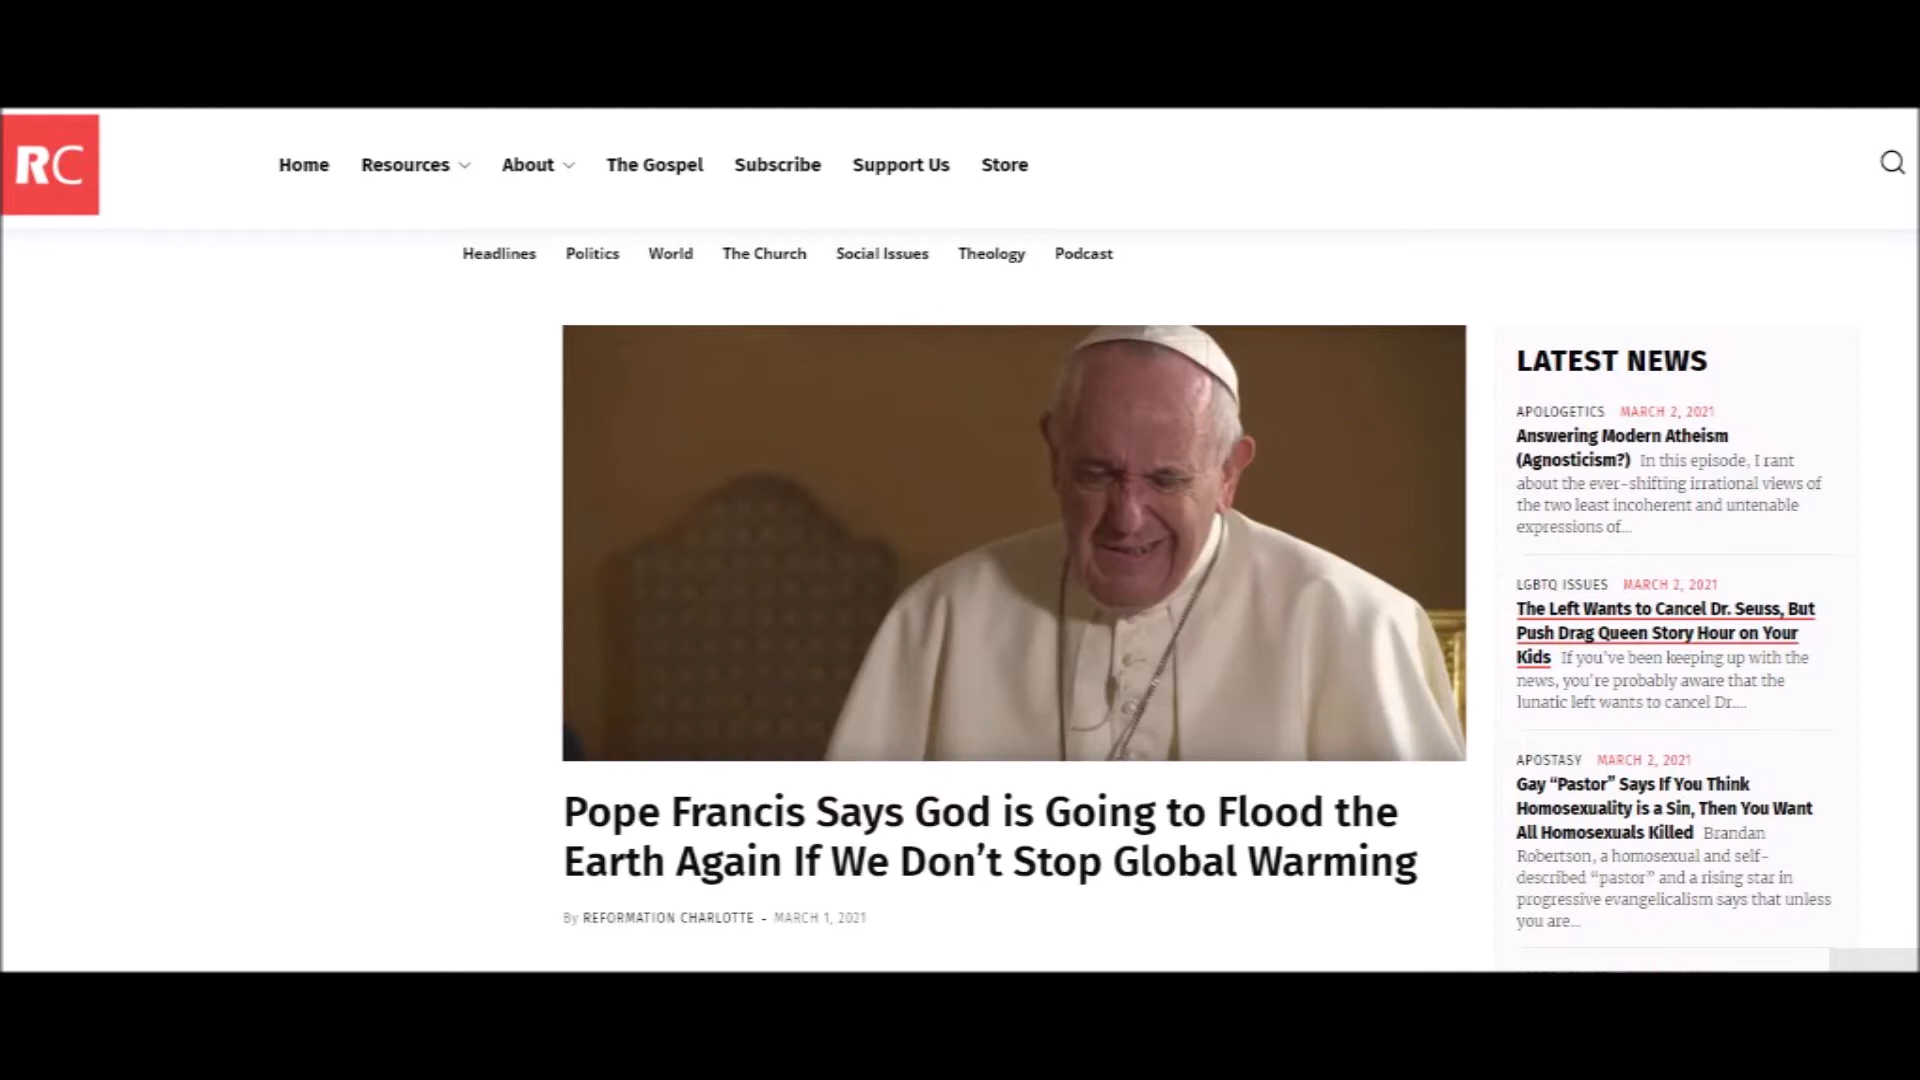 RC
Home Resources About The Gospel Subscribe Support Us Store
Headlines Politics World The Church Social Issues Theology Podcast
Pope Francis Says God is Going to Flood the
Earth Again If We Don’t Stop Global Warming
By REFORMATION CHARLOTTE - MARCH 1, 2021
LATEST NEWS
APOLOGETICS MARCH 2, 2021
Answering Modern Atheism
(Agnosticism?) In this episode, I rant
about the ever-shifting irrational views of
the two least incoherent and untenable
expressions of...
LGBTQ ISSUES MARCH 2, 2021
The Left Wants to Cancel Dr. Seuss, But
Push Drag Queen Story Hour on Your
Kids If you’ve been keeping up with the
news, you’re probably aware that the
lunatic left wants to cancel Dr....
APOSTASY MARCH 2, 2021
Gay “Pastor” Says If You Think
Homosexuality is a Sin, Then You Want
All Homosexuals Killed Brandan
Robertson, a homosexual and self-
described “pastor” and a rising star in
progressive evangelicalism says that unless
you are...